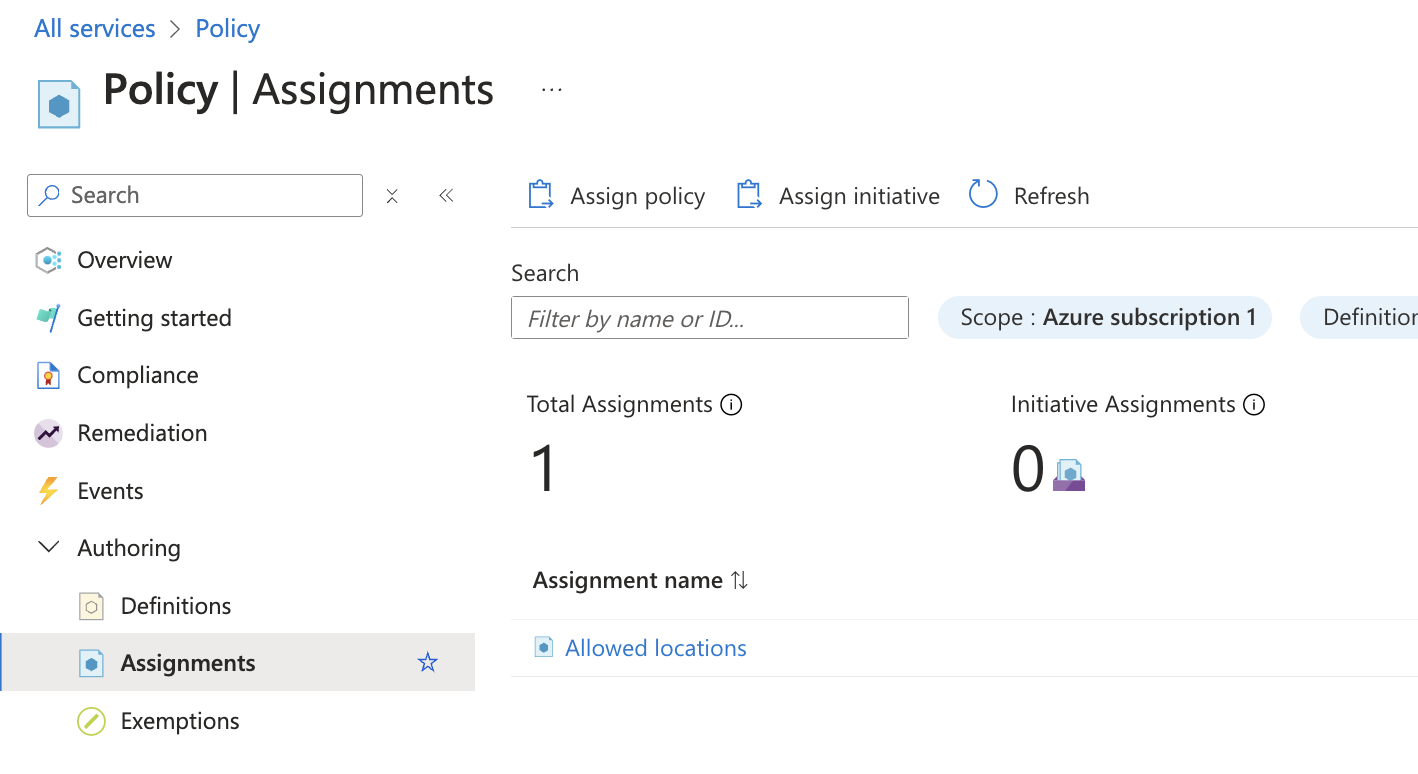 All services > Policy
Policy | Assignments ...
Search
Overview
Getting started
Compliance
Remediation
Events
Authoring
Definitions
Assignments
Exemptions
Assign policy Assign initiative Refresh
Search
Filter by name or ID...
Scope : Azure subscription 1
Total Assignments
1
Initiative Assignments
0
Assignment name
Allowed locations